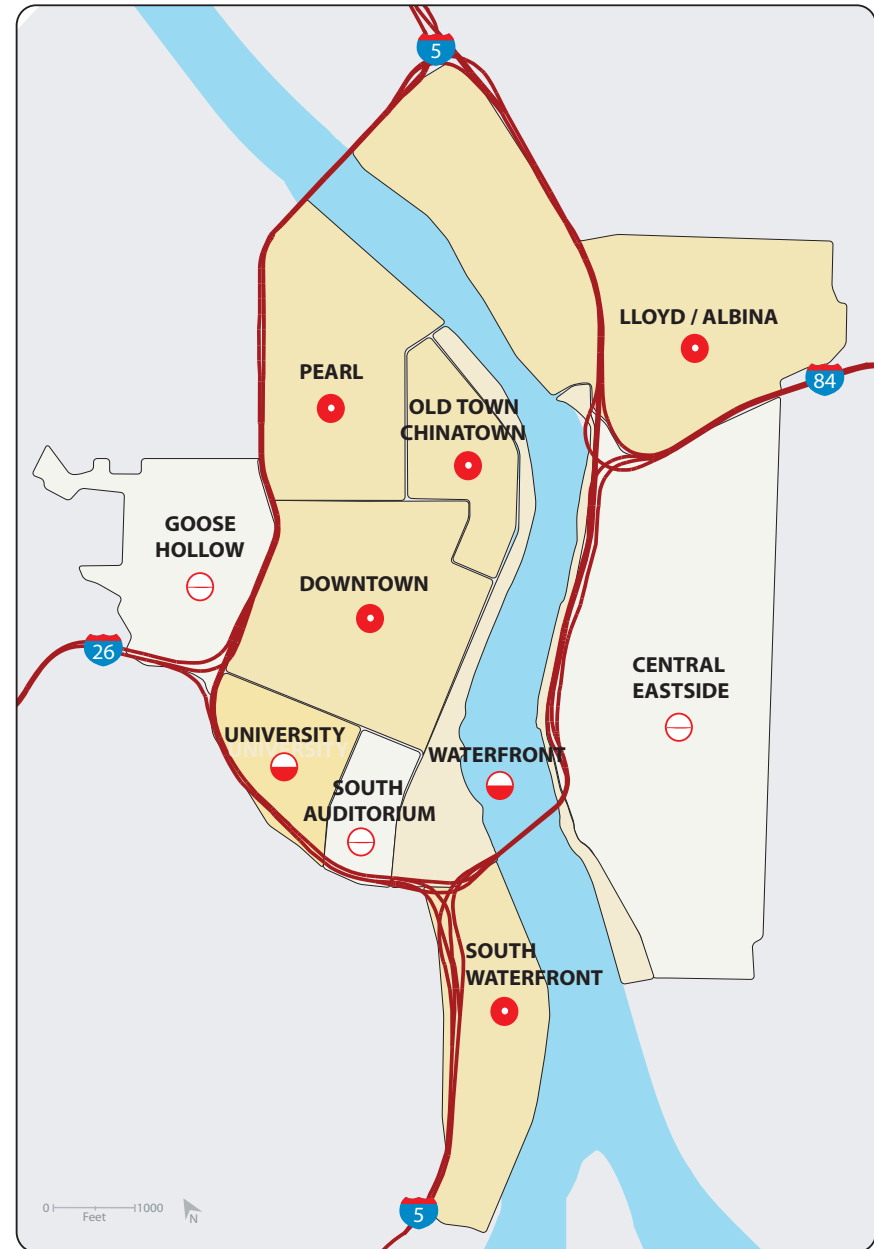 5
LLOYD / ALBINA
84
PEARL
OLD TOWN
CHINATOWN
GOOSE
HOLLOW
DOWNTOWN
26
CENTRAL
EASTSIDE
UNIVERSITY
UNIVERSITY
WATERFRONT
SOUTH
AUDITORIUM
SOUTH
WATERFRONT
0 1000
Feet
N
5